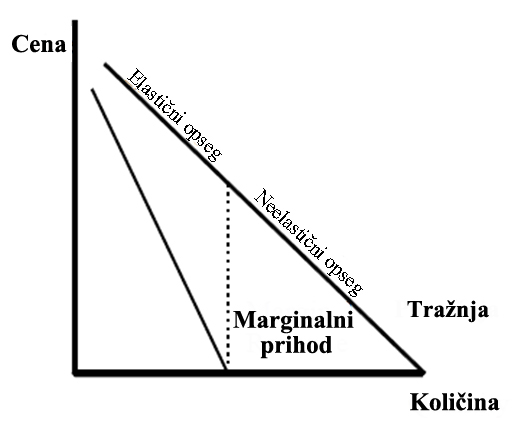 Cena
Elastični opseg
Neelastični opseg
Tražnja
Marginalni
prihod
Količina